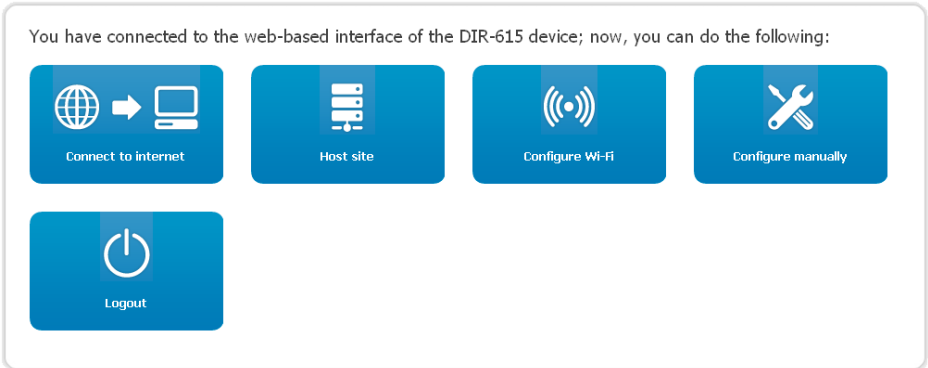 You have connected to the web-based interface of the DIR-615 device; now, you can do the following:
Connect to internet
Host site
Configure Wi-Fi
Configure manually
Logout